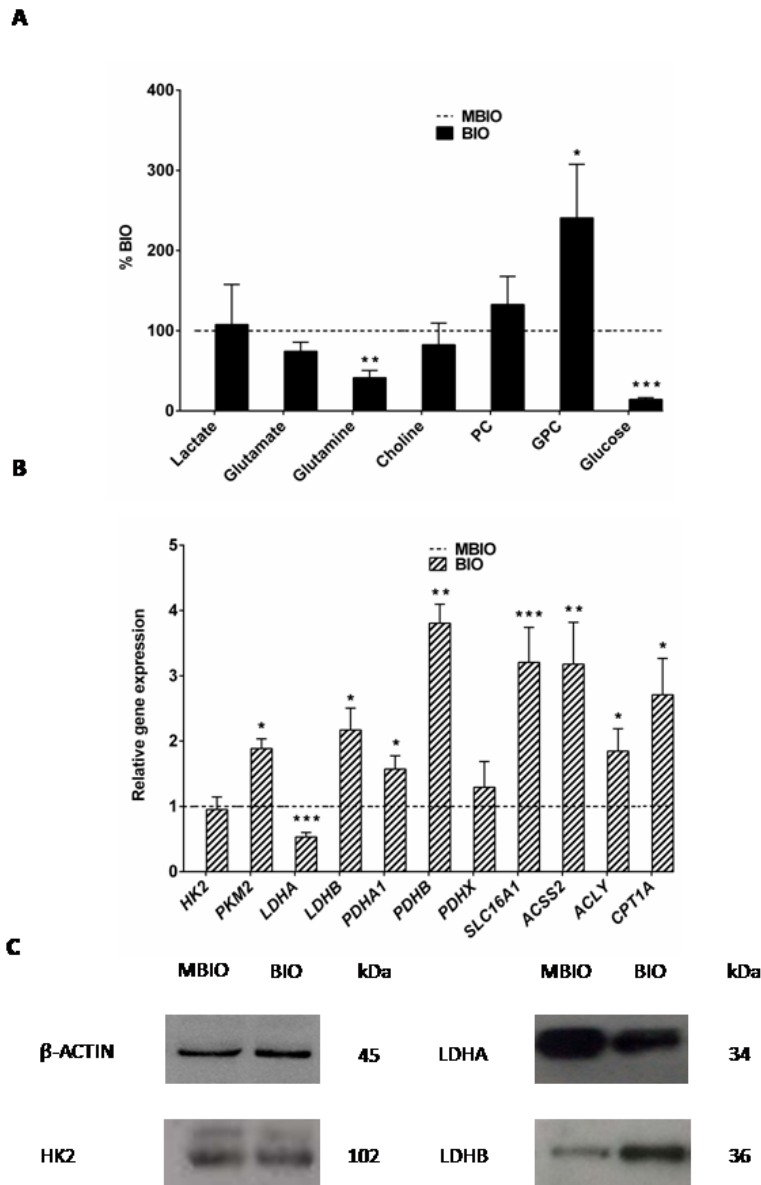 A
400
300
200
100
0
% BIO
MBIO
BIO
*
**
***
Lactate
Glutamate
Glutamine
Choline
PC
GPC
Glucose
B
5
4
3
2
1
0
Relative gene expression
MBIO
BIO
*
***
*
*
**
***
**
*
*
HK2
PKM2
LDHA
LDHB
PDHA1
PDHB
PDHX
SLC16A1
ACSS2
ACLY
CPT1A
C
MBIO BIO kDa MBIO BIO kDa
β-ACTIN 45 LDHA 34
HK2 102 LDHB 36